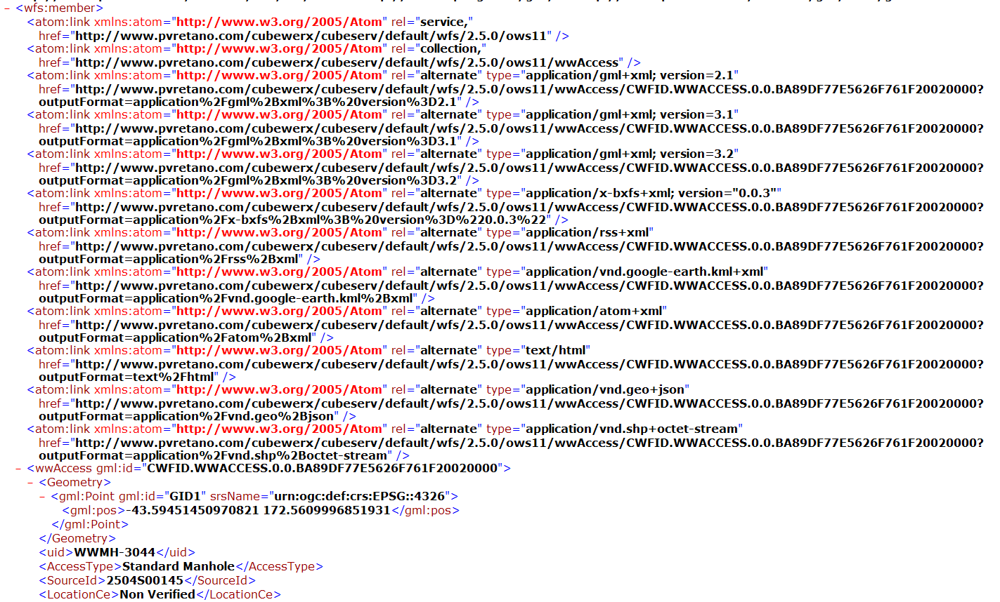 − <wfs:member>
<atom:link xmlns:atom="http://www.w3.org/2005/Atom" rel="service,"
href="http://www.pvretano.com/cubewerx/cubeserv/default/wfs/2.5.0/ows11" />
<atom:link xmlns:atom="http://www.w3.org/2005/Atom" rel="collection,"
href="http://www.pvretano.com/cubewerx/cubeserv/default/wfs/2.5.0/ows11/wwAccess" />
<atom:link xmlns:atom="http://www.w3.org/2005/Atom" rel="alternate" type="application/gml+xml; version=2.1"
href="http://www.pvretano.com/cubewerx/cubeserv/default/wfs/2.5.0/ows11/wwAccess/CWFID.WWACCESS.0.0.BA89DF77E5626F761F20020000?
outputFormat=application%2Fgml%2Bxml%3B%20version%3D2.1" />
<atom:link xmlns:atom="http://www.w3.org/2005/Atom" rel="alternate" type="application/gml+xml; version=3.1"
href="http://www.pvretano.com/cubewerx/cubeserv/default/wfs/2.5.0/ows11/wwAccess/CWFID.WWACCESS.0.0.BA89DF77E5626F761F20020000?
outputFormat=application%2Fgml%2Bxml%3B%20version%3D3.1" />
<atom:link xmlns:atom="http://www.w3.org/2005/Atom" rel="alternate" type="application/gml+xml; version=3.2"
href="http://www.pvretano.com/cubewerx/cubeserv/default/wfs/2.5.0/ows11/wwAccess/CWFID.WWACCESS.0.0.BA89DF77E5626F761F20020000?
outputFormat=application%2Fgml%2Bxml%3B%20version%3D3.2" />
<atom:link xmlns:atom="http://www.w3.org/2005/Atom" rel="alternate" type="application/x-bxfs+xml; version="0.0.3""
href="http://www.pvretano.com/cubewerx/cubeserv/default/wfs/2.5.0/ows11/wwAccess/CWFID.WWACCESS.0.0.BA89DF77E5626F761F20020000?
outputFormat=application%2Fx-bxfs%2Bxml%3B%20version%3D%220.0.3%22" />
<atom:link xmlns:atom="http://www.w3.org/2005/Atom" rel="alternate" type="application/rss+xml"
href="http://www.pvretano.com/cubewerx/cubeserv/default/wfs/2.5.0/ows11/wwAccess/CWFID.WWACCESS.0.0.BA89DF77E5626F761F20020000?
outputFormat=application%2Frss%2Bxml" />
<atom:link xmlns:atom="http://www.w3.org/2005/Atom" rel="alternate" type="application/vnd.google-earth.kml+xml"
href="http://www.pvretano.com/cubewerx/cubeserv/default/wfs/2.5.0/ows11/wwAccess/CWFID.WWACCESS.0.0.BA89DF77E5626F761F20020000?
outputFormat=application%2Fvnd.google-earth.kml%2Bxml" />
<atom:link xmlns:atom="http://www.w3.org/2005/Atom" rel="alternate" type="application/atom+xml"
href="http://www.pvretano.com/cubewerx/cubeserv/default/wfs/2.5.0/ows11/wwAccess/CWFID.WWACCESS.0.0.BA89DF77E5626F761F20020000?
outputFormat=application%2Fatom%2Bxml" />
<atom:link xmlns:atom="http://www.w3.org/2005/Atom" rel="alternate" type="text/html"
href="http://www.pvretano.com/cubewerx/cubeserv/default/wfs/2.5.0/ows11/wwAccess/CWFID.WWACCESS.0.0.BA89DF77E5626F761F20020000?
outputFormat=text%2Fhtml" />
<atom:link xmlns:atom="http://www.w3.org/2005/Atom" rel="alternate" type="application/vnd.geo+json"
href="http://www.pvretano.com/cubewerx/cubeserv/default/wfs/2.5.0/ows11/wwAccess/CWFID.WWACCESS.0.0.BA89DF77E5626F761F20020000?
outputFormat=application%2Fvnd.geo%2Bjson" />
<atom:link xmlns:atom="http://www.w3.org/2005/Atom" rel="alternate" type="application/vnd.shp+octet-stream"
href="http://www.pvretano.com/cubewerx/cubeserv/default/wfs/2.5.0/ows11/wwAccess/CWFID.WWACCESS.0.0.BA89DF77E5626F761F20020000?
outputFormat=application%2Fvnd.shp%2Boctet-stream" />
− <wwAccess gml:id="CWFID.WWACCESS.0.0.BA89DF77E5626F761F20020000">
− <Geometry>
− <gml:Point gml:id="GID1" srsName="urn:ogc:def:crs:EPSG::4326">
<gml:pos>-43.59451450970821 172.5609996851931</gml:pos>
</gml:Point>
</Geometry>
<uid>WWMH-3044</uid>
<AccessType>Standard Manhole</AccessType>
<SourceId>2504S00145</SourceId>
<LocationCe>Non Verified</LocationCe>